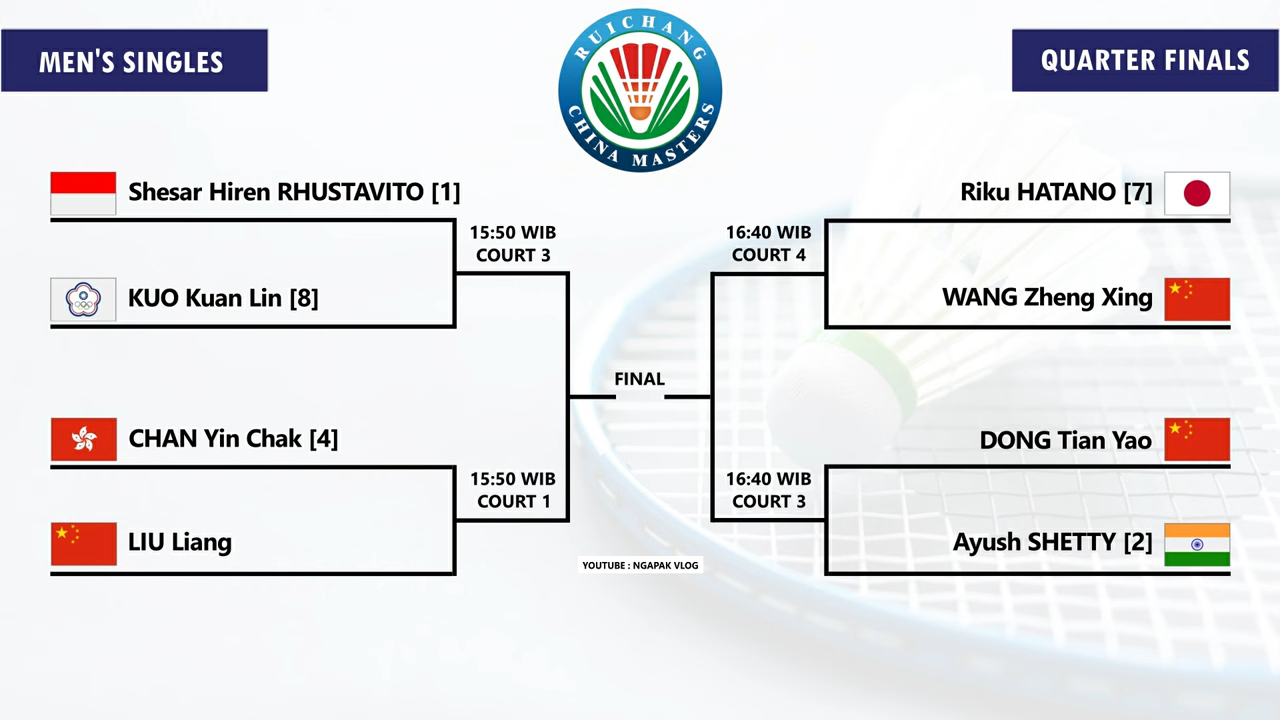 MEN'S SINGLES
RUICHANG
CHINA MASTERS
QUARTER FINALS
Shesar Hiren RHUSTAVITO [1]
15:50 WIB
COURT 3
KUO Kuan Lin [8]
CHAN Yin Chak [4]
15:50 WIB
COURT 1
LIU Liang
FINAL
Riku HATANO [7]
16:40 WIB
COURT 4
WANG Zheng Xing
DONG Tian Yao
16:40 WIB
COURT 3
Ayush SHETTY [2]
YOUTUBE : NGAPAK VLOG